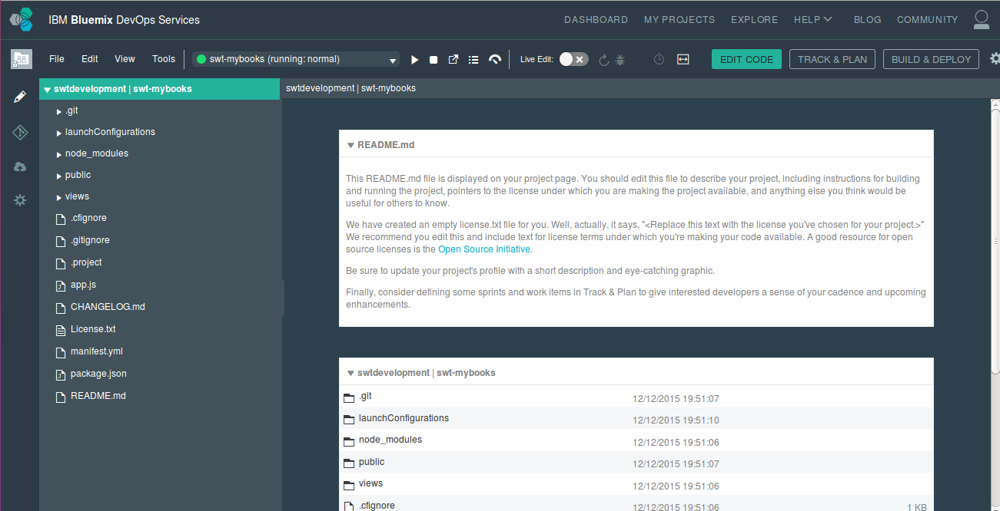 IBM Bluemix DevOps Services
DASHBOARD MY PROJECTS EXPLORE HELP BLOG COMMUNITY
File Edit View Tools swt-mybooks (running: normal) Live Edit: EDIT CODE TRACK & PLAN BUILD & DEPLOY
swtdevelopment | swt-mybooks
.git
launchConfigurations
node_modules
public
views
.cfignore
.gitignore
.project
app.js
CHANGELOG.md
License.txt
manifest.yml
package.json
README.md
swtdevelopment | swt-mybooks
README.md
This README.md file is displayed on your project page. You should edit this file to describe your project, including instructions for building
and running the project, pointers to the license under which you are making the project available, and anything else you think would be
useful for others to know.
We have created an empty license.txt file for you. Well, actually, it says, "<Replace this text with the license you've chosen for your project.>"
We recommend you edit this and include text for license terms under which you're making your code available. A good resource for open
source licenses is the Open Source Initiative.
Be sure to update your project's profile with a short description and eye-catching graphic.
Finally, consider defining some sprints and work items in Track & Plan to give interested developers a sense of your cadence and upcoming
enhancements.
swtdevelopment | swt-mybooks
.git 12/12/2015 19:51:07
launchConfigurations 12/12/2015 19:51:10
node_modules 12/12/2015 19:51:06
public 12/12/2015 19:51:07
views 12/12/2015 19:51:06
.cfignore 12/12/2015 19:51:06 1 KB